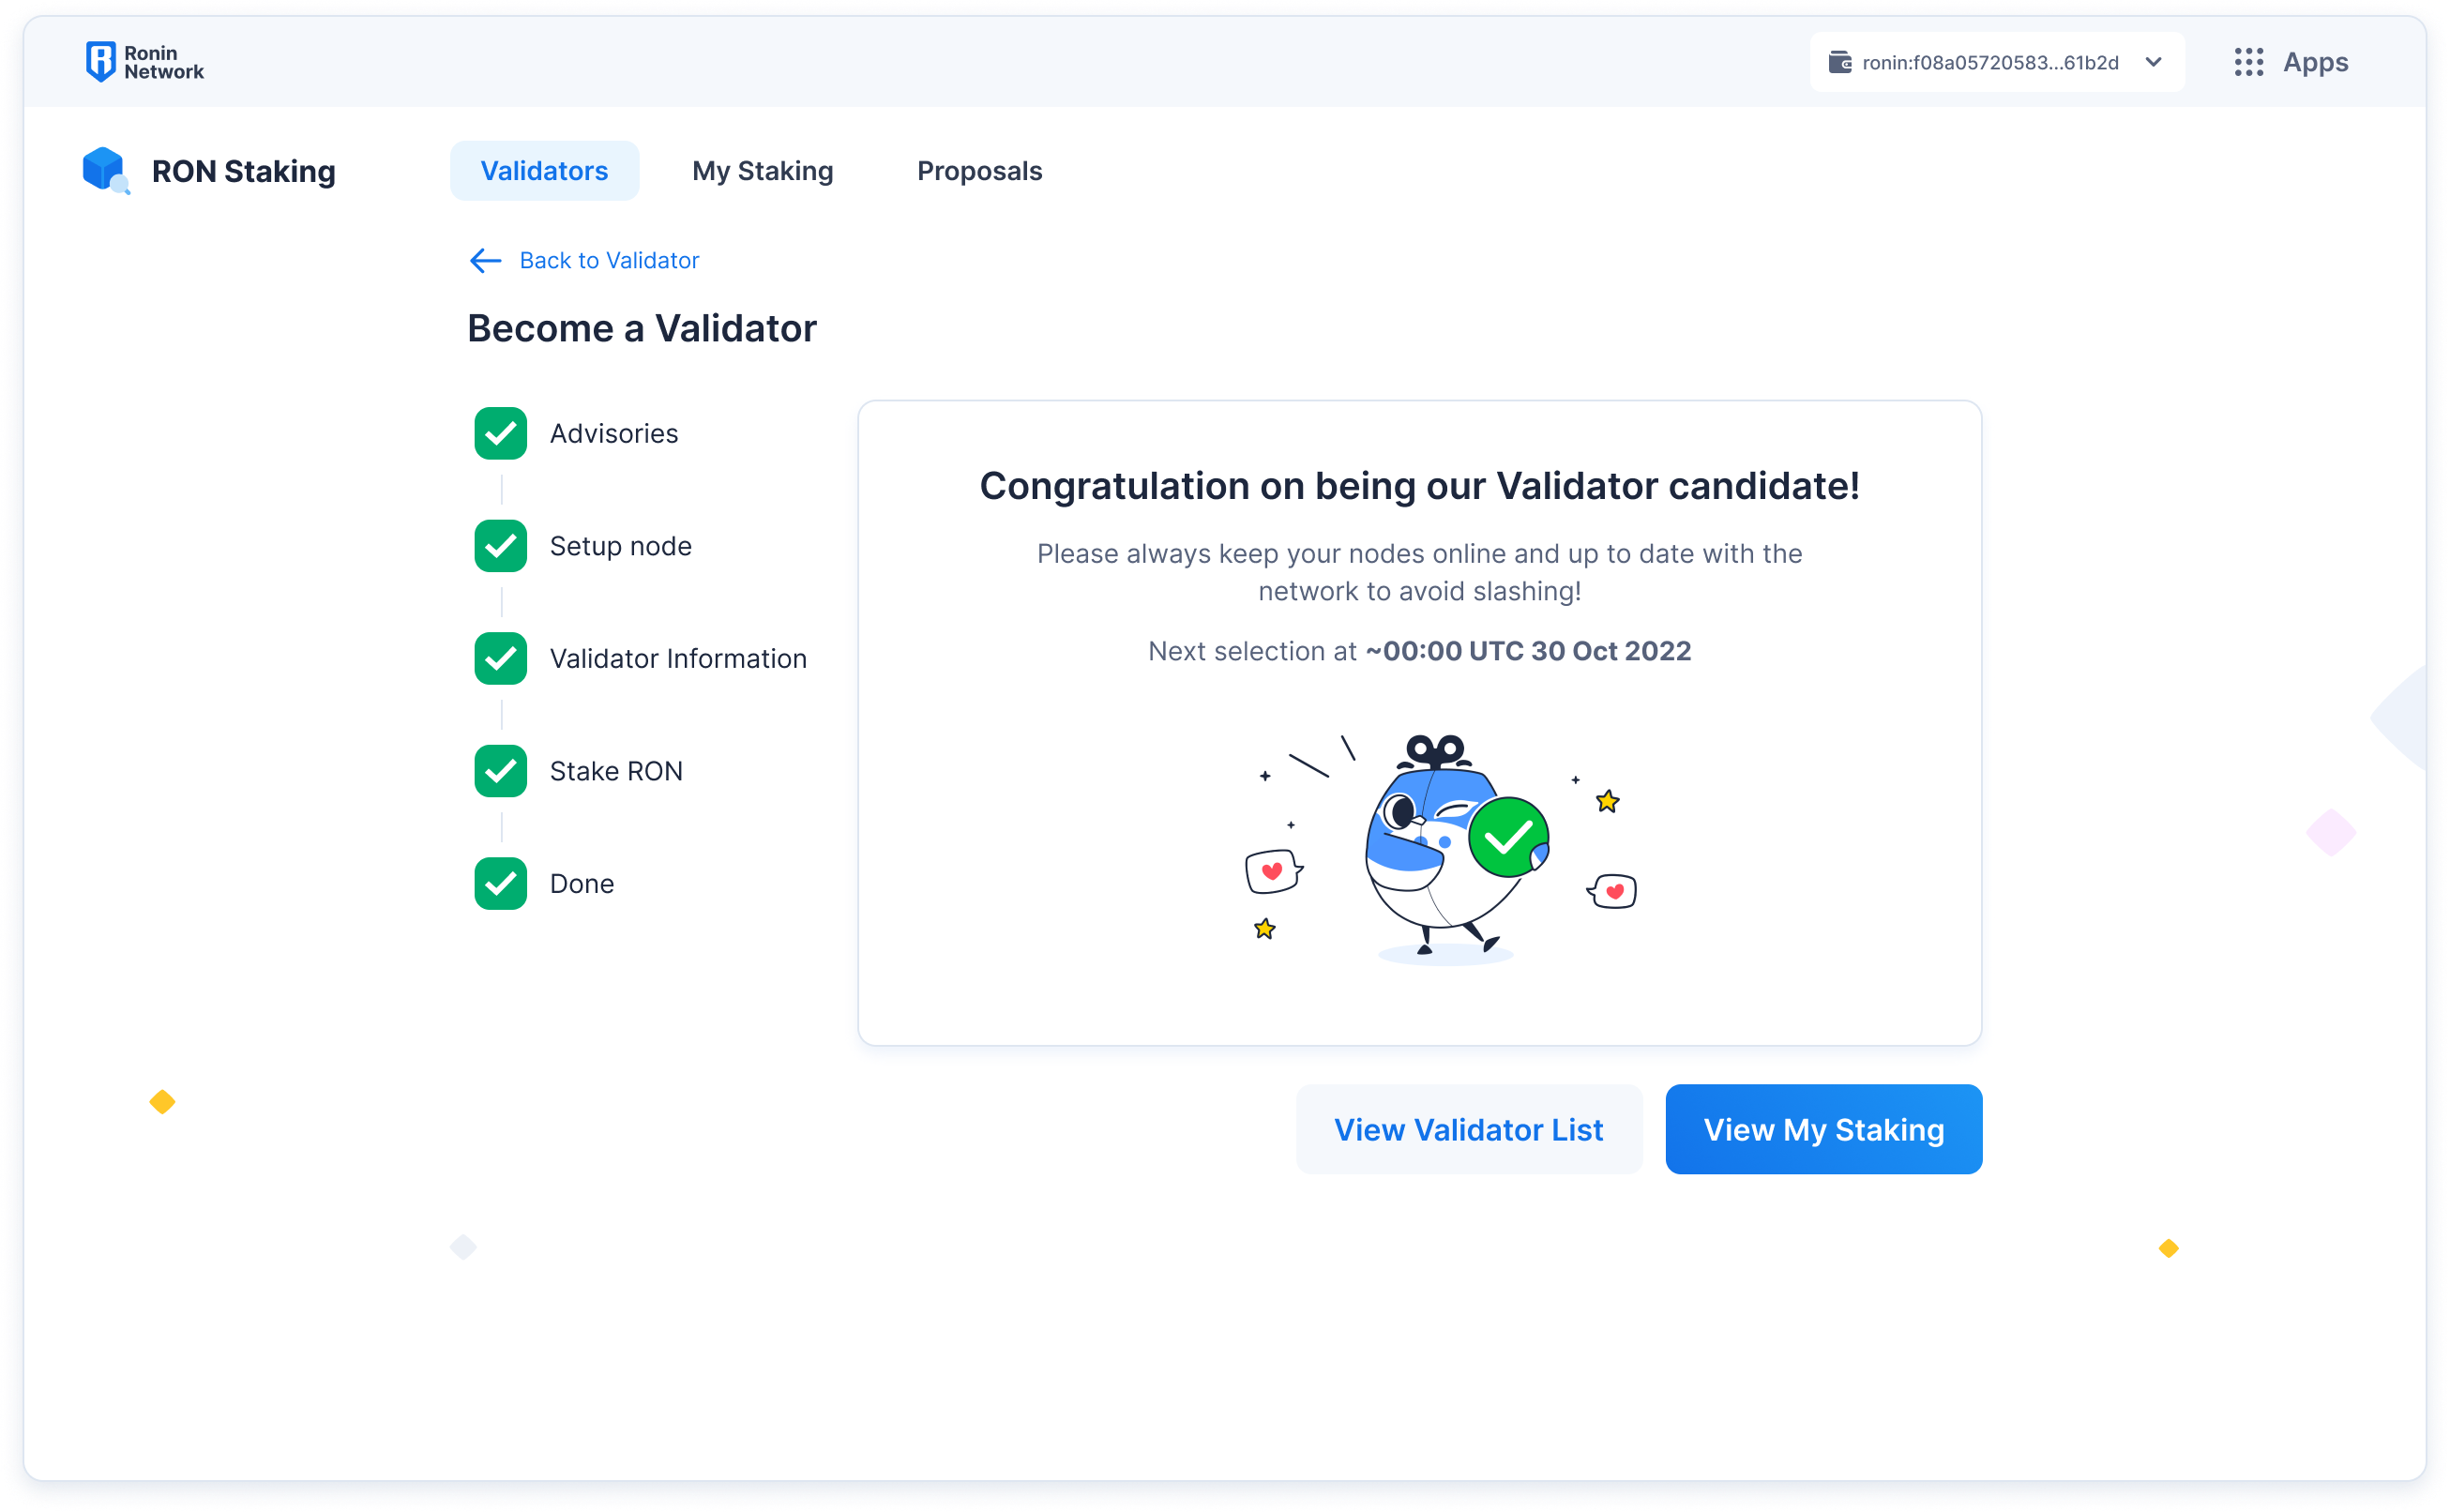 Ronin
Network
ronin:f08a05720583...61b2d
Apps
RON Staking
Validators
My Staking
Proposals
Back to Validator
Become a Validator
Advisories
Setup node
Validator Information
Stake RON
Done
Congratulation on being our Validator candidate!
Please always keep your nodes online and up to date with the
network to avoid slashing!
Next selection at ~00:00 UTC 30 Oct 2022
View Validator List
View My Staking